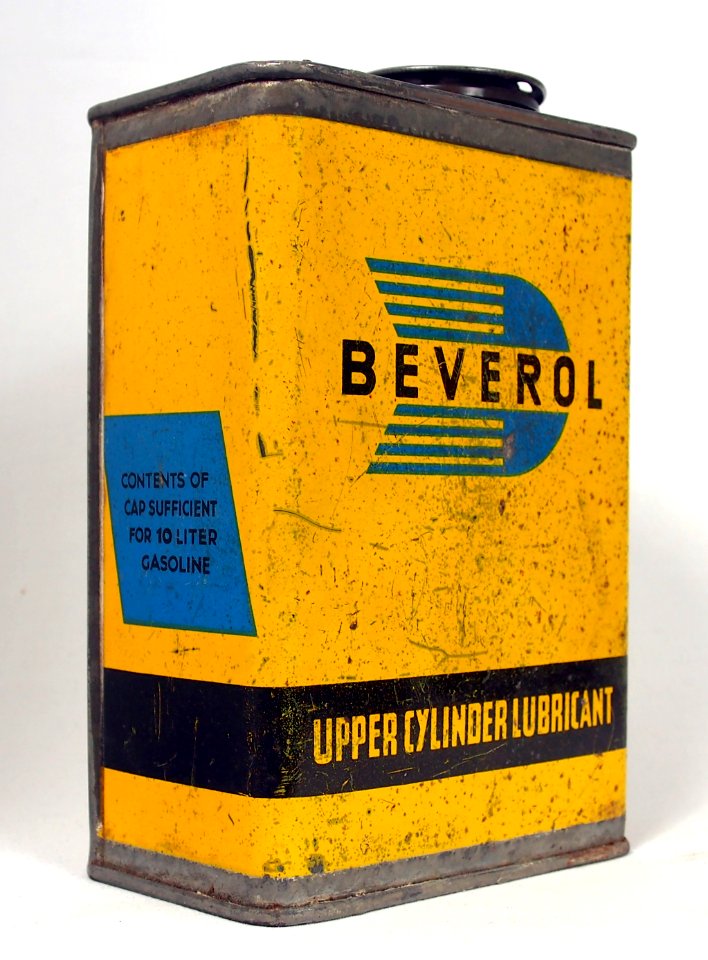 BEVEROL
CONTENTS OF
CAP SUFFICIENT
FOR 10 LITER
GASOLINE
UPPER CYLINDER LUBRICANT